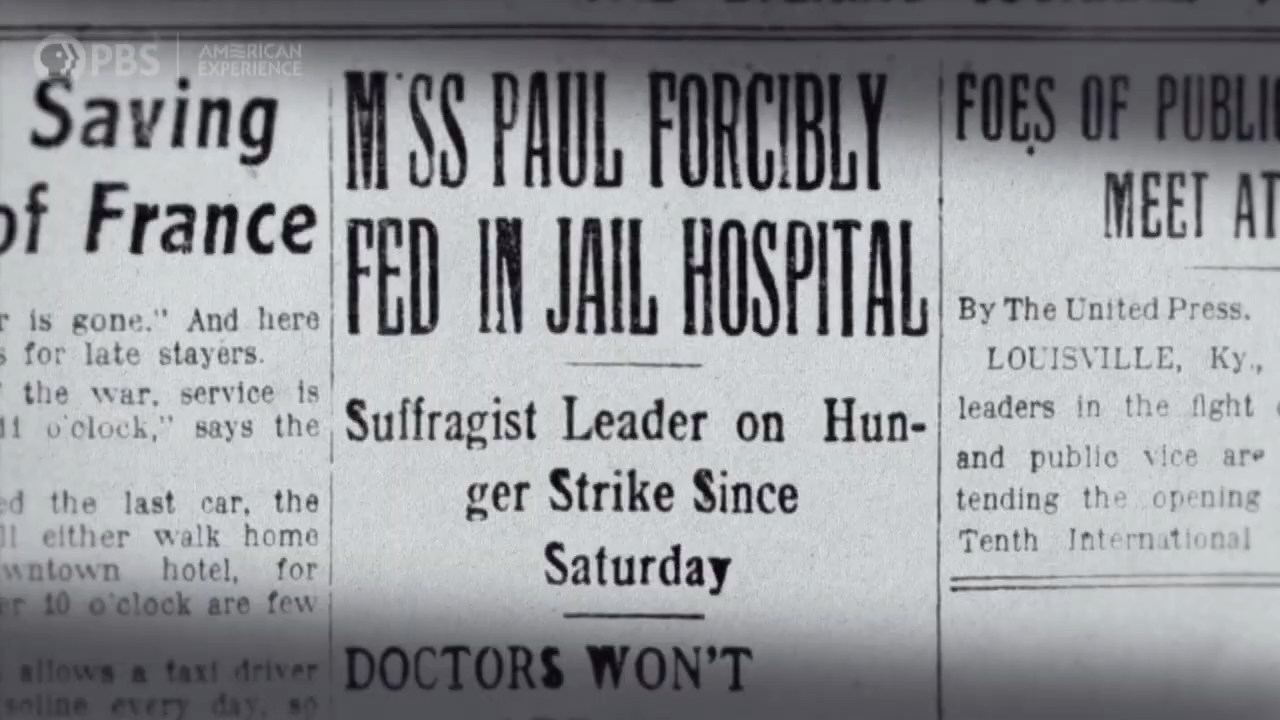 PBS AMERICAN
EXPERIENCE
Saving
of France
is gone." And here
for late stayers.
the war, service is
11 o'clock," says the
the last car, the
either walk home
hotel, for
10 o'clock are few
allows a taxi driver
every day, so
M'SS PAUL FORCIBLY
FED IN JAIL HOSPITAL
Suffragist Leader on Hun-
ger Strike Since
Saturday
DOCTORS WON'T
FOES OF
MEET AT
By The United Press.
LOUISVILLE, Ky.,
leaders in the fight
and public vice are
tending the opening
Tenth International